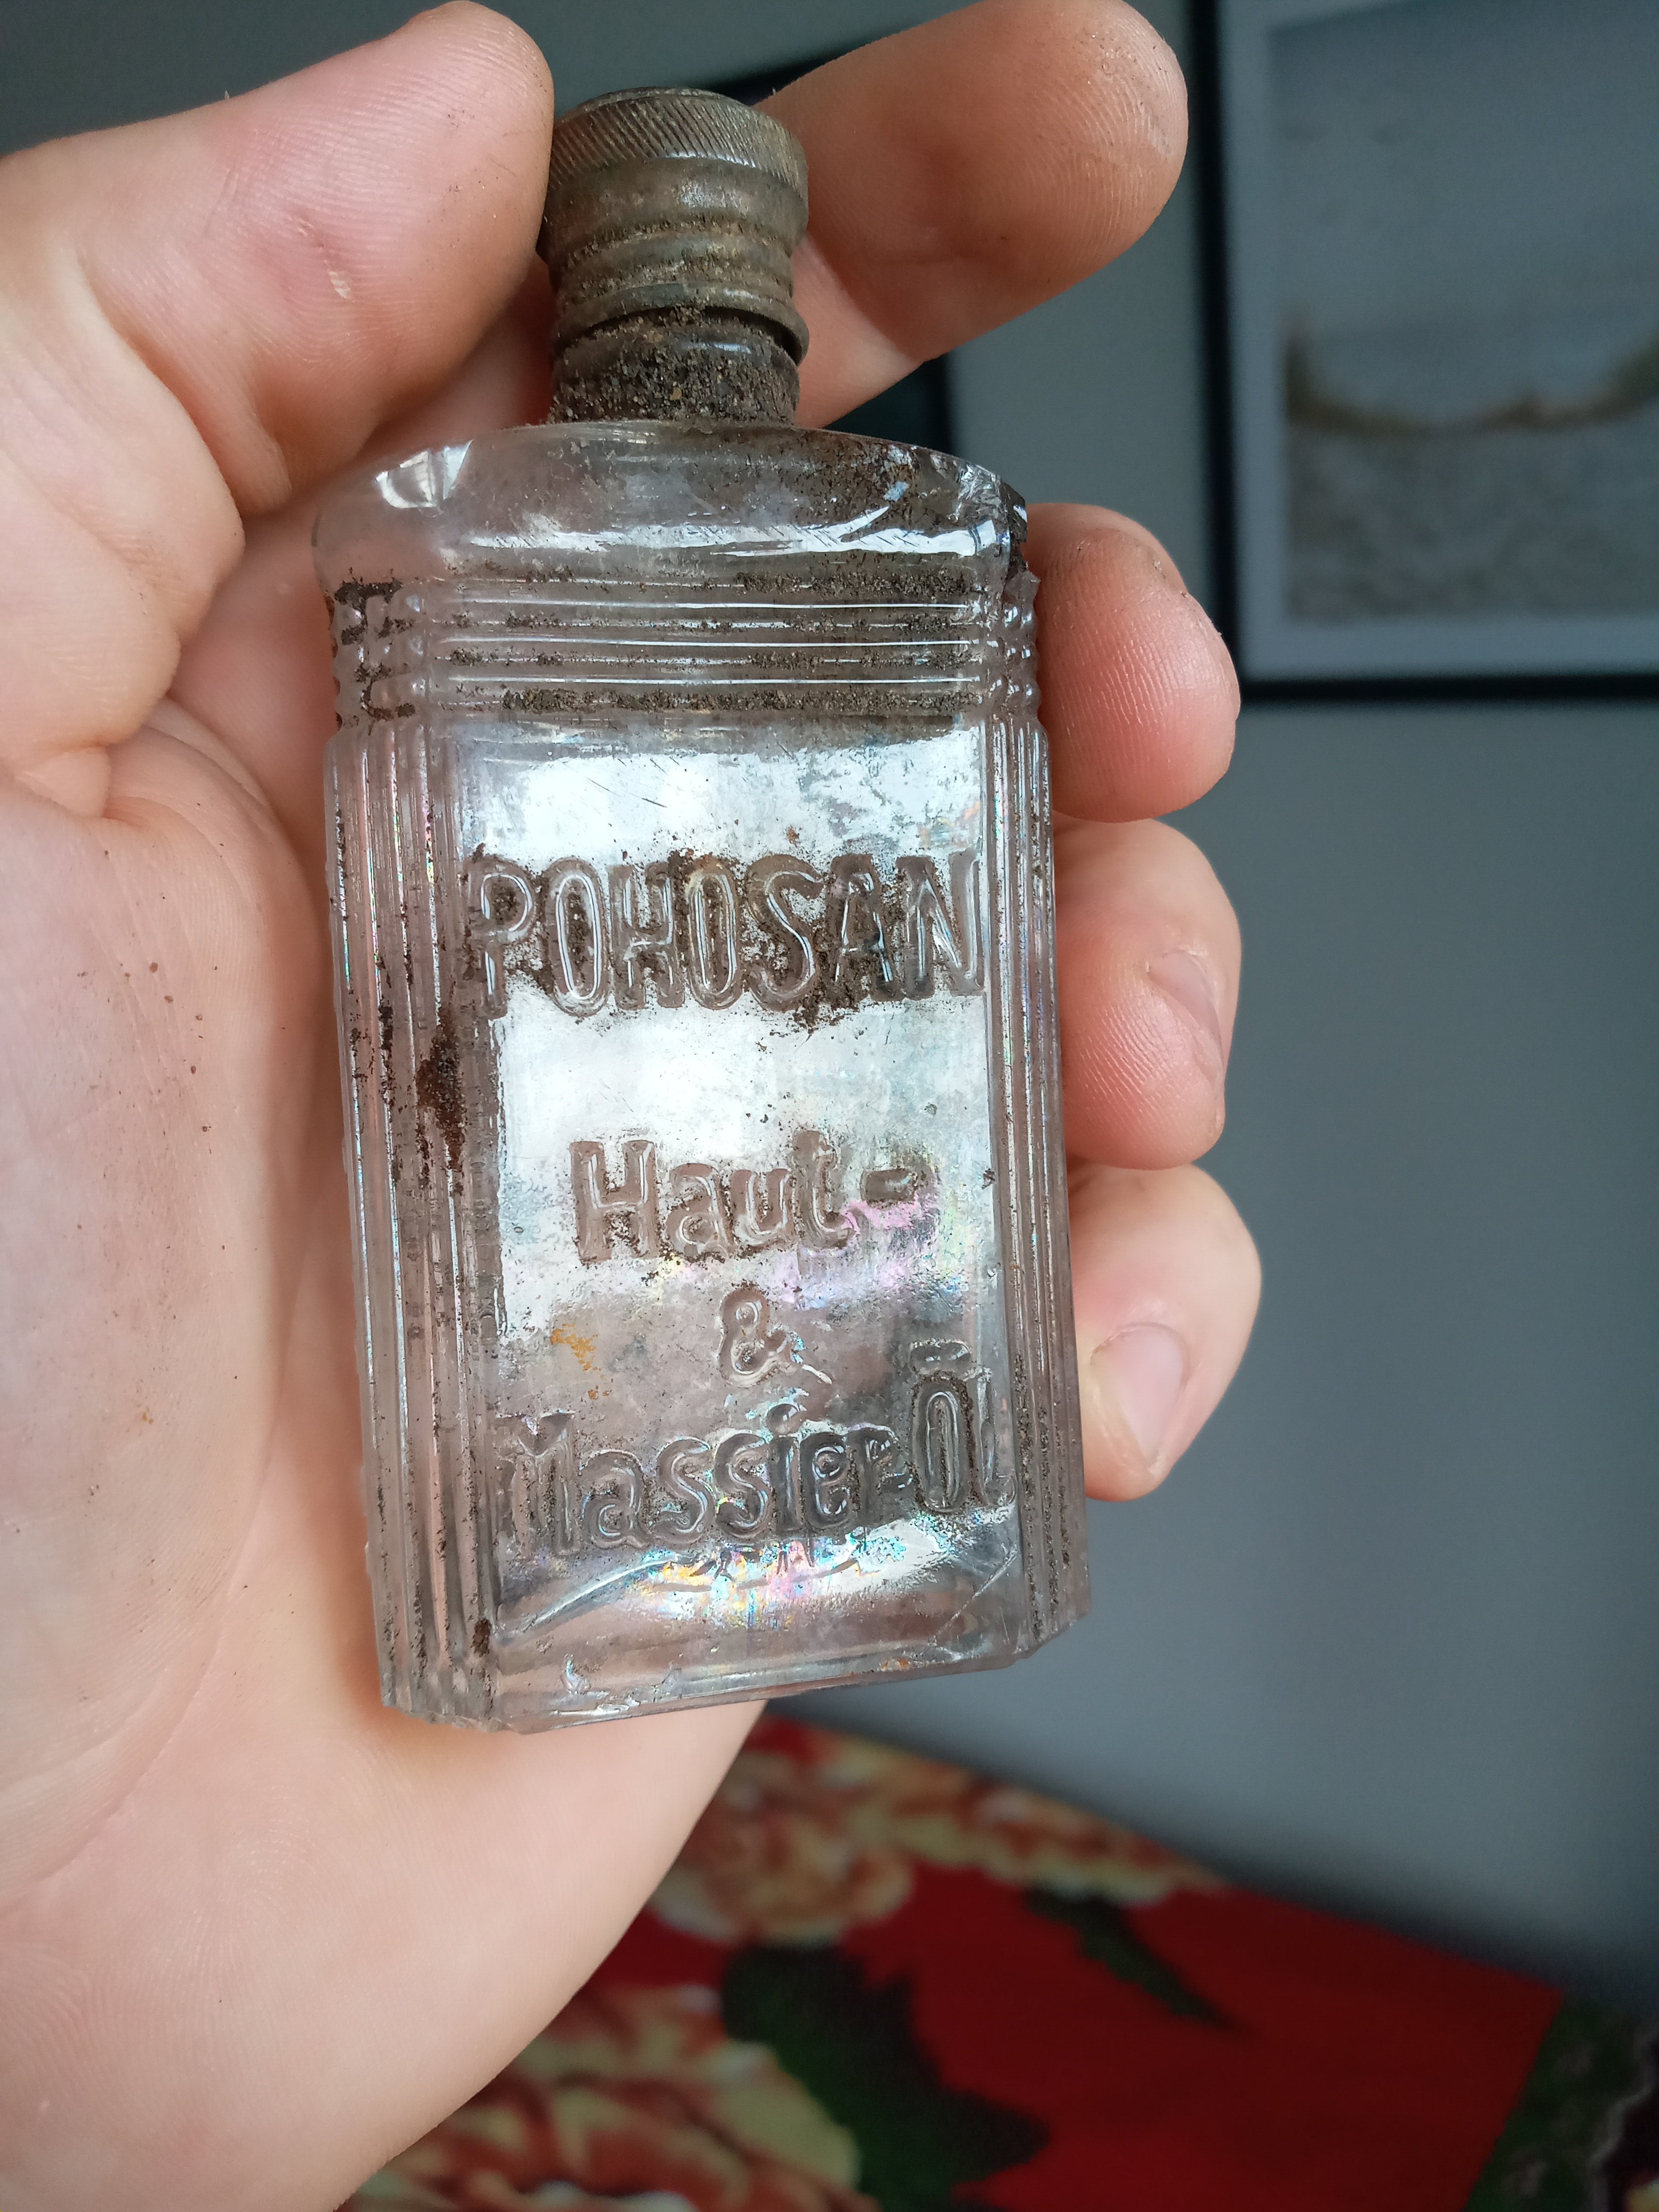 POHOSAN
Haut-
&
Massier-Öl